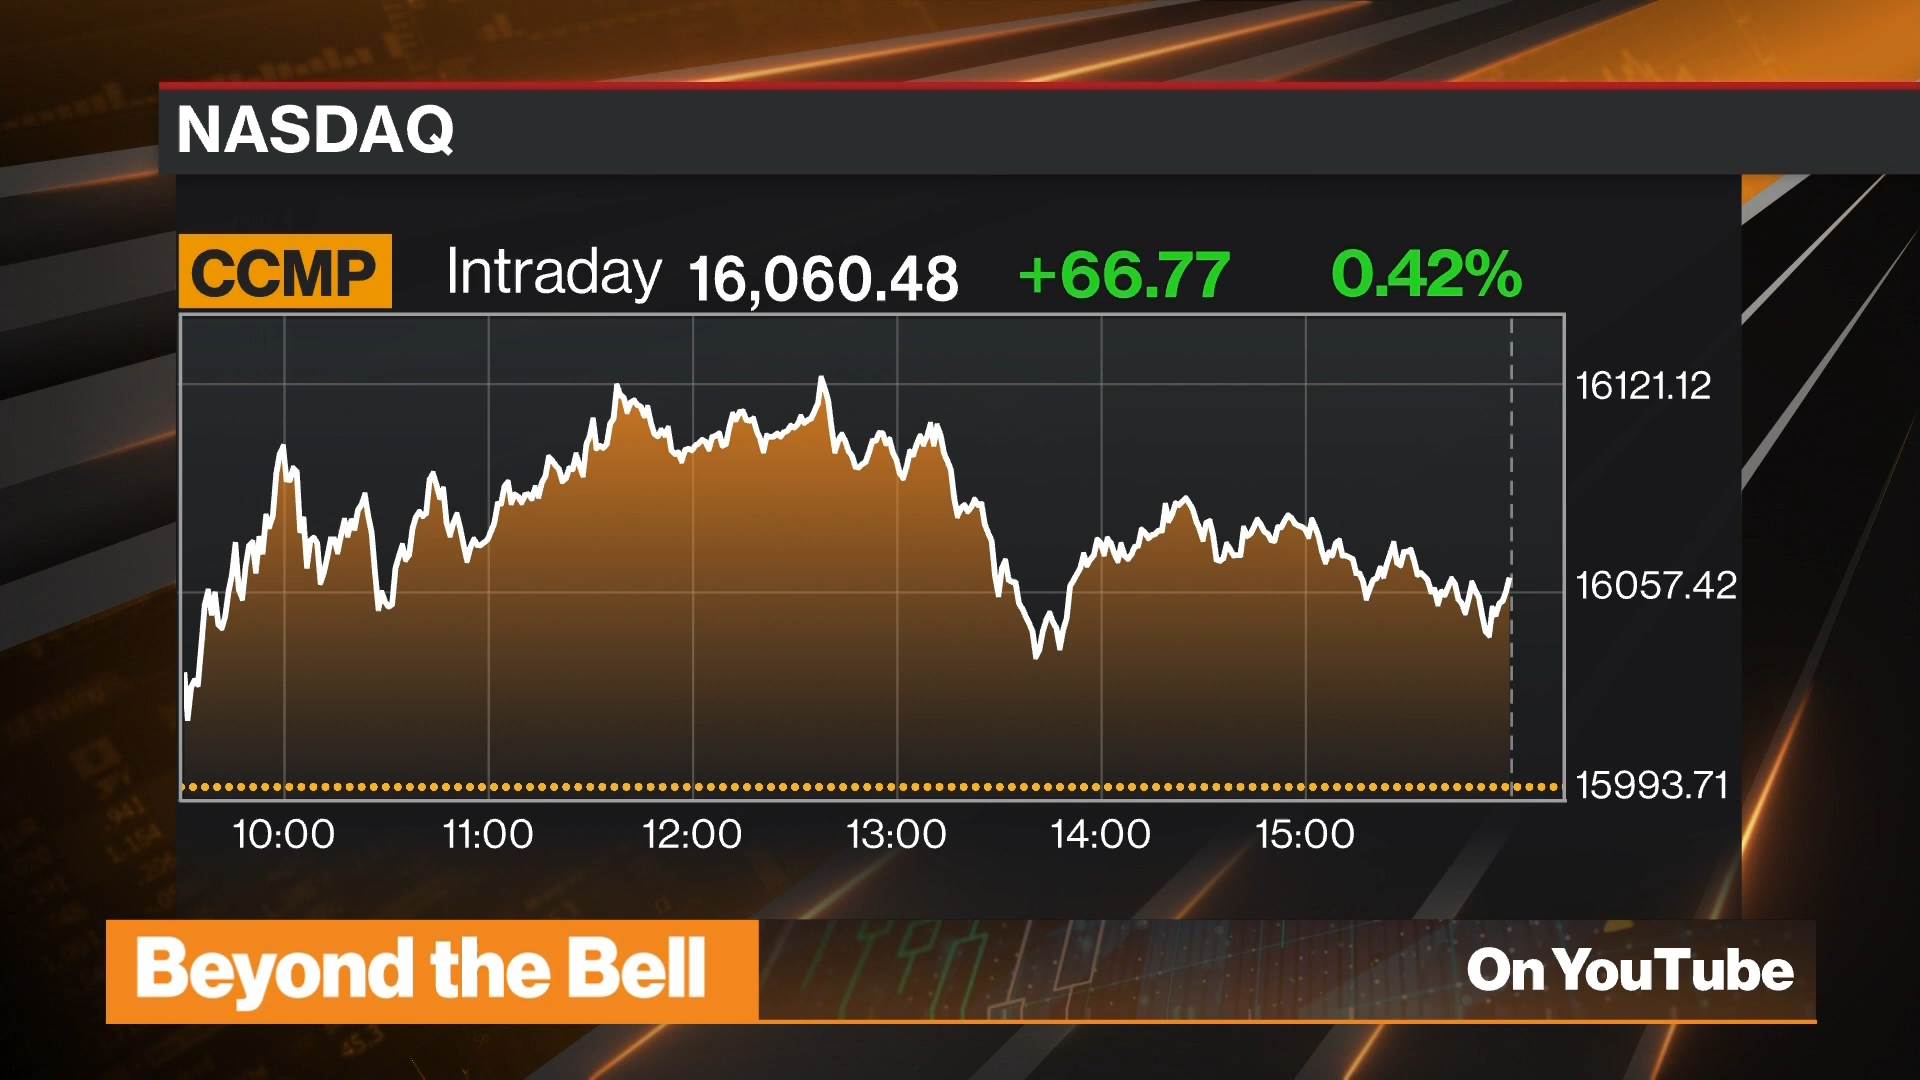 NASDAQ
CCMP Intraday 16,060.48 +66.77 0.42%
16121.12
16057.42
15993.71
10:00 11:00 12:00 13:00 14:00 15:00
Beyond the Bell
On YouTube